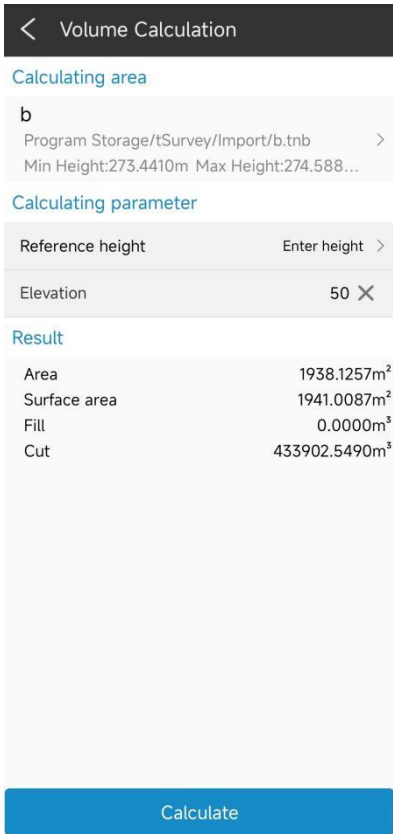 Volume Calculation
Calculating area
b
Program Storage/tSurvey/Import/b.tnb
Min Height:273.4410m Max Height:274.588...
Calculating parameter
Reference height Enter height
Elevation 50
Result
Area 1938.1257m²
Surface area 1941.0087m²
Fill 0.0000m³
Cut 433902.5490m³
Calculate